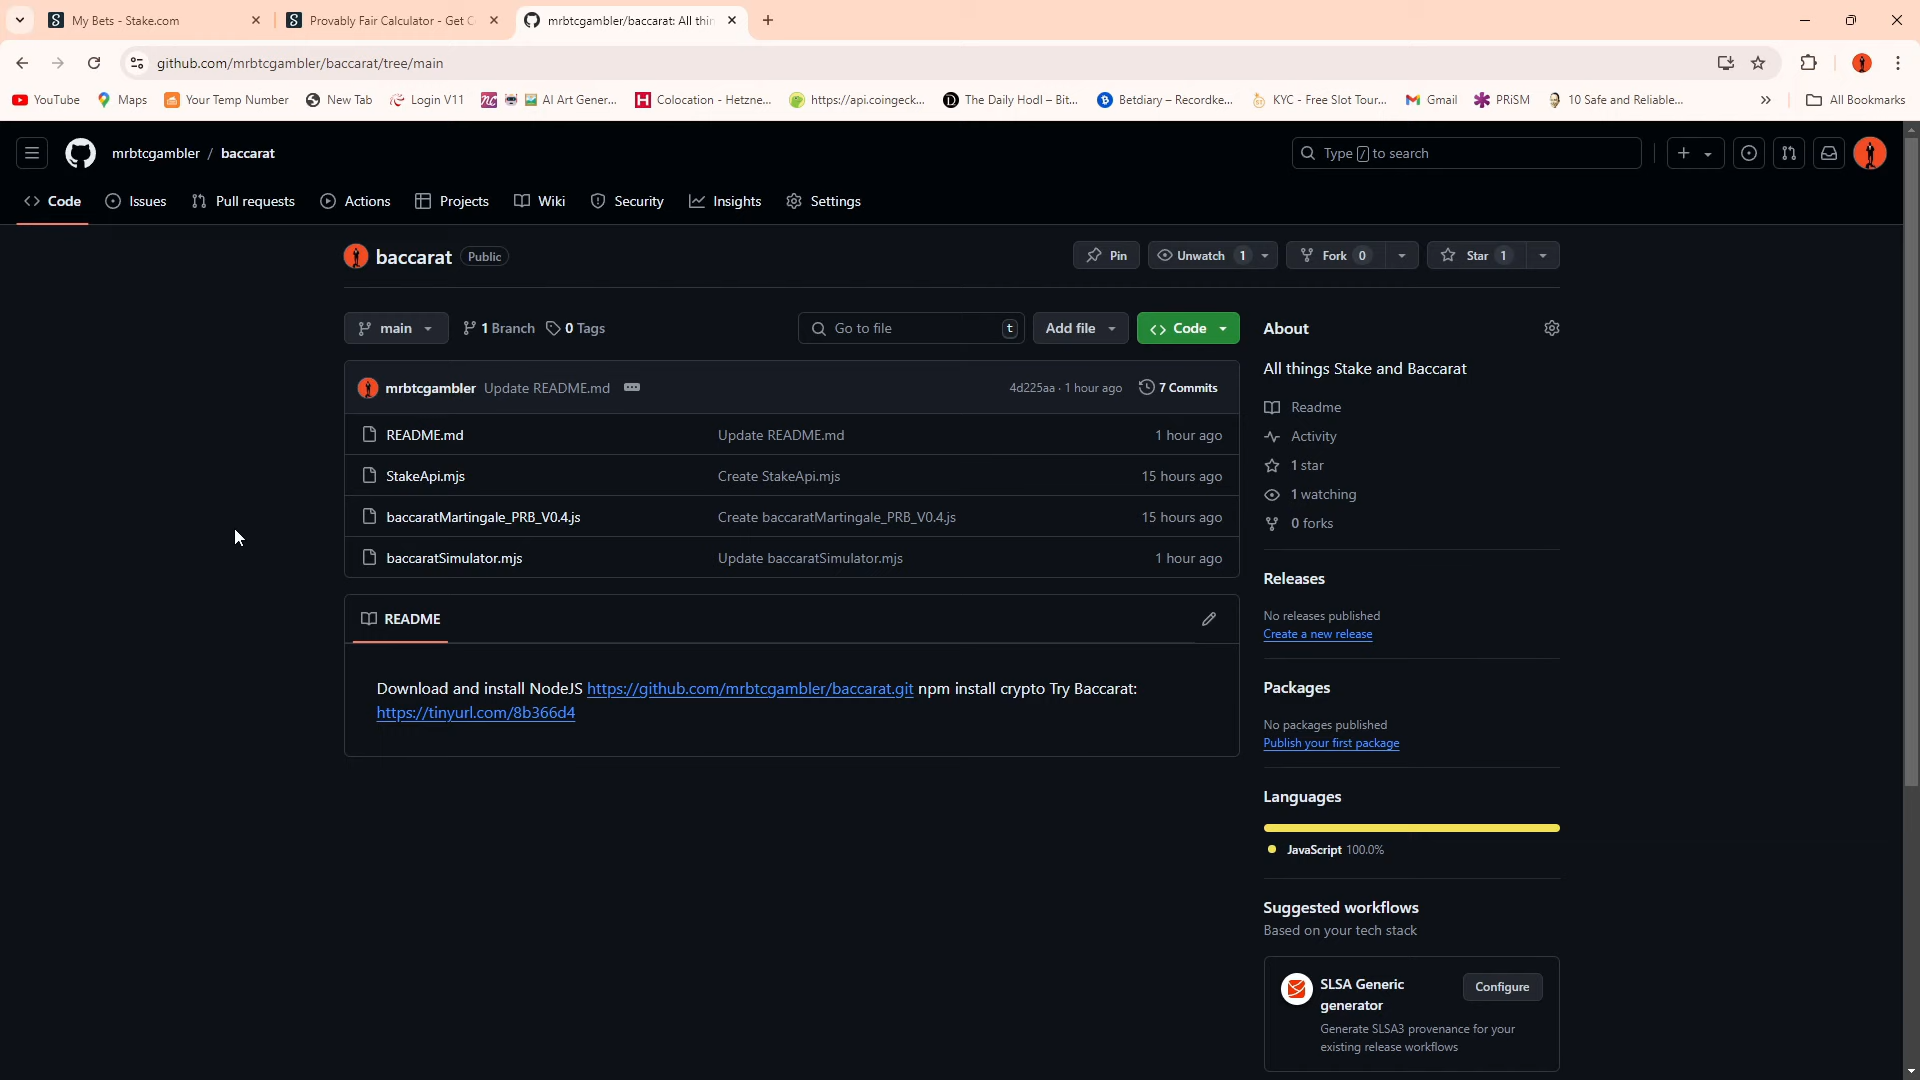 My Bets - Stake.com
Provably Fair Calculator - Get C
mrbtcgambler/baccarat: All thin
github.com/mrbtcgambler/baccarat/tree/main
YouTube Maps Your Temp Number New Tab Login V11 AI Art Gener... Colocation - Hetzne... https://api.coingeck... The Daily Hodl – Bit... Betdiary – Recordke... KYC - Free Slot Tour... Gmail PRiSM 10 Safe and Reliable... » All Bookmarks
mrbtcgambler / baccarat
Type / to search
Code Issues Pull requests Actions Projects Wiki Security Insights Settings
baccarat Public
Pin Unwatch 1 Fork 0 Star 1
main 1 Branch 0 Tags
Go to file t Add file Code
mrbtcgambler Update README.md 4d225aa · 1 hour ago 7 Commits
README.md Update README.md 1 hour ago
StakeApi.mjs Create StakeApi.mjs 15 hours ago
baccaratMartingale_PRB_V0.4.js Create baccaratMartingale_PRB_V0.4.js 15 hours ago
baccaratSimulator.mjs Update baccaratSimulator.mjs 1 hour ago
README
Download and install NodeJS https://github.com/mrbtcgambler/baccarat.git npm install crypto Try Baccarat:
https://tinyurl.com/8b366d4
About
All things Stake and Baccarat
Readme
Activity
1 star
1 watching
0 forks
Releases
No releases published
Create a new release
Packages
No packages published
Publish your first package
Languages
JavaScript 100.0%
Suggested workflows
Based on your tech stack
SLSA Generic
generator
Configure
Generate SLSA3 provenance for your
existing release workflows